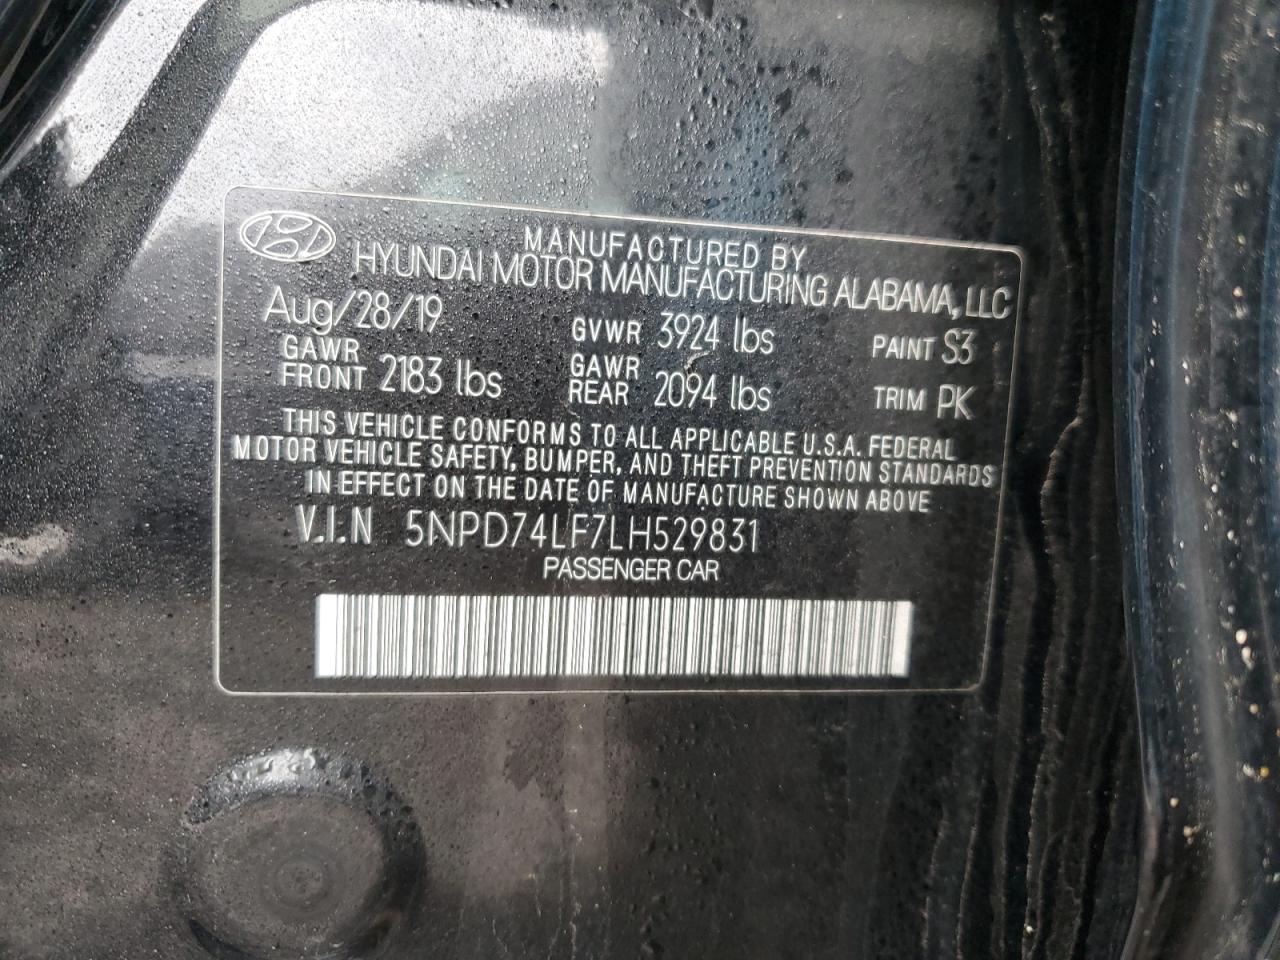 MANUFACTURED BY
HYUNDAI MOTOR MANUFACTURING ALABAMA, LLC
Aug/28/19 GVWR 3924 lbs PAINT S3
GAWR FRONT 2183 lbs GAWR REAR 2094 lbs TRIM PK
THIS VEHICLE CONFORMS TO ALL APPLICABLE U.S.A. FEDERAL
MOTOR VEHICLE SAFETY, BUMPER, AND THEFT PREVENTION STANDARDS
IN EFFECT ON THE DATE OF MANUFACTURE SHOWN ABOVE
V.I.N 5NPD74LF7LH529831
PASSENGER CAR